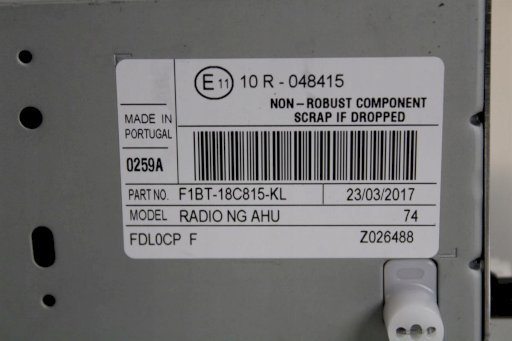 E 11 10 R - 048415
NON-ROBUST COMPONENT
SCRAP IF DROPPED
MADE IN
PORTUGAL
0259A
PART NO. F1BT-18C815-KL 23/03/2017
MODEL RADIO NG AHU 74
FDL0CP F Z026488